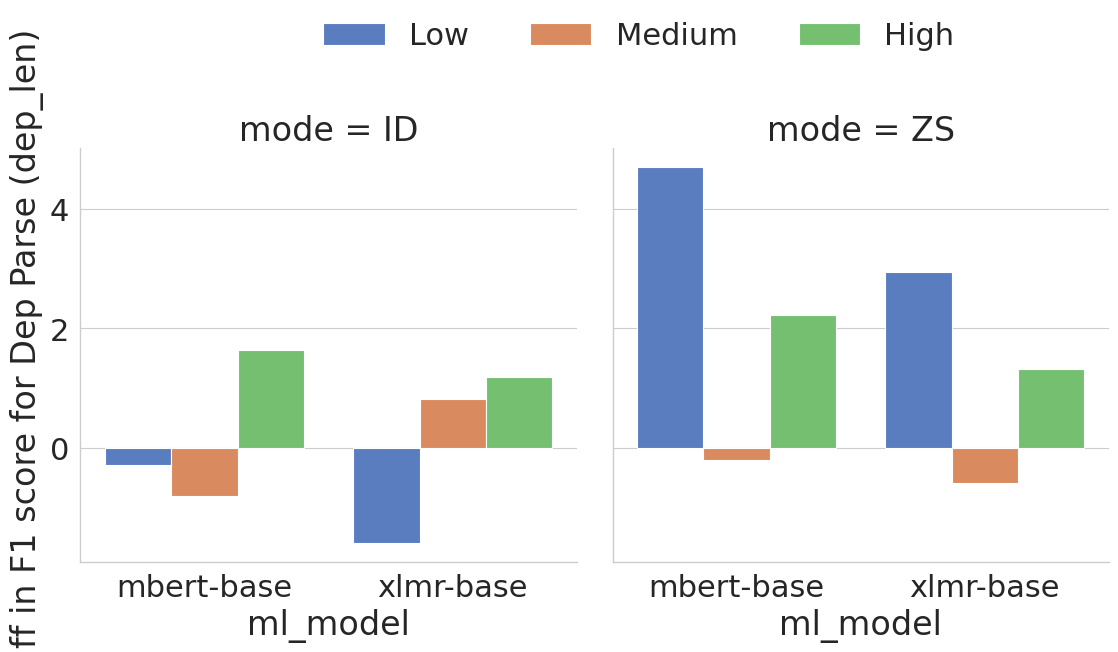 Low Medium High
mode = ID mode = ZS
ff in F1 score for Dep Parse (dep_len)
4
2
0
mbert-base xlmr-base mbert-base xlmr-base
ml_model ml_model